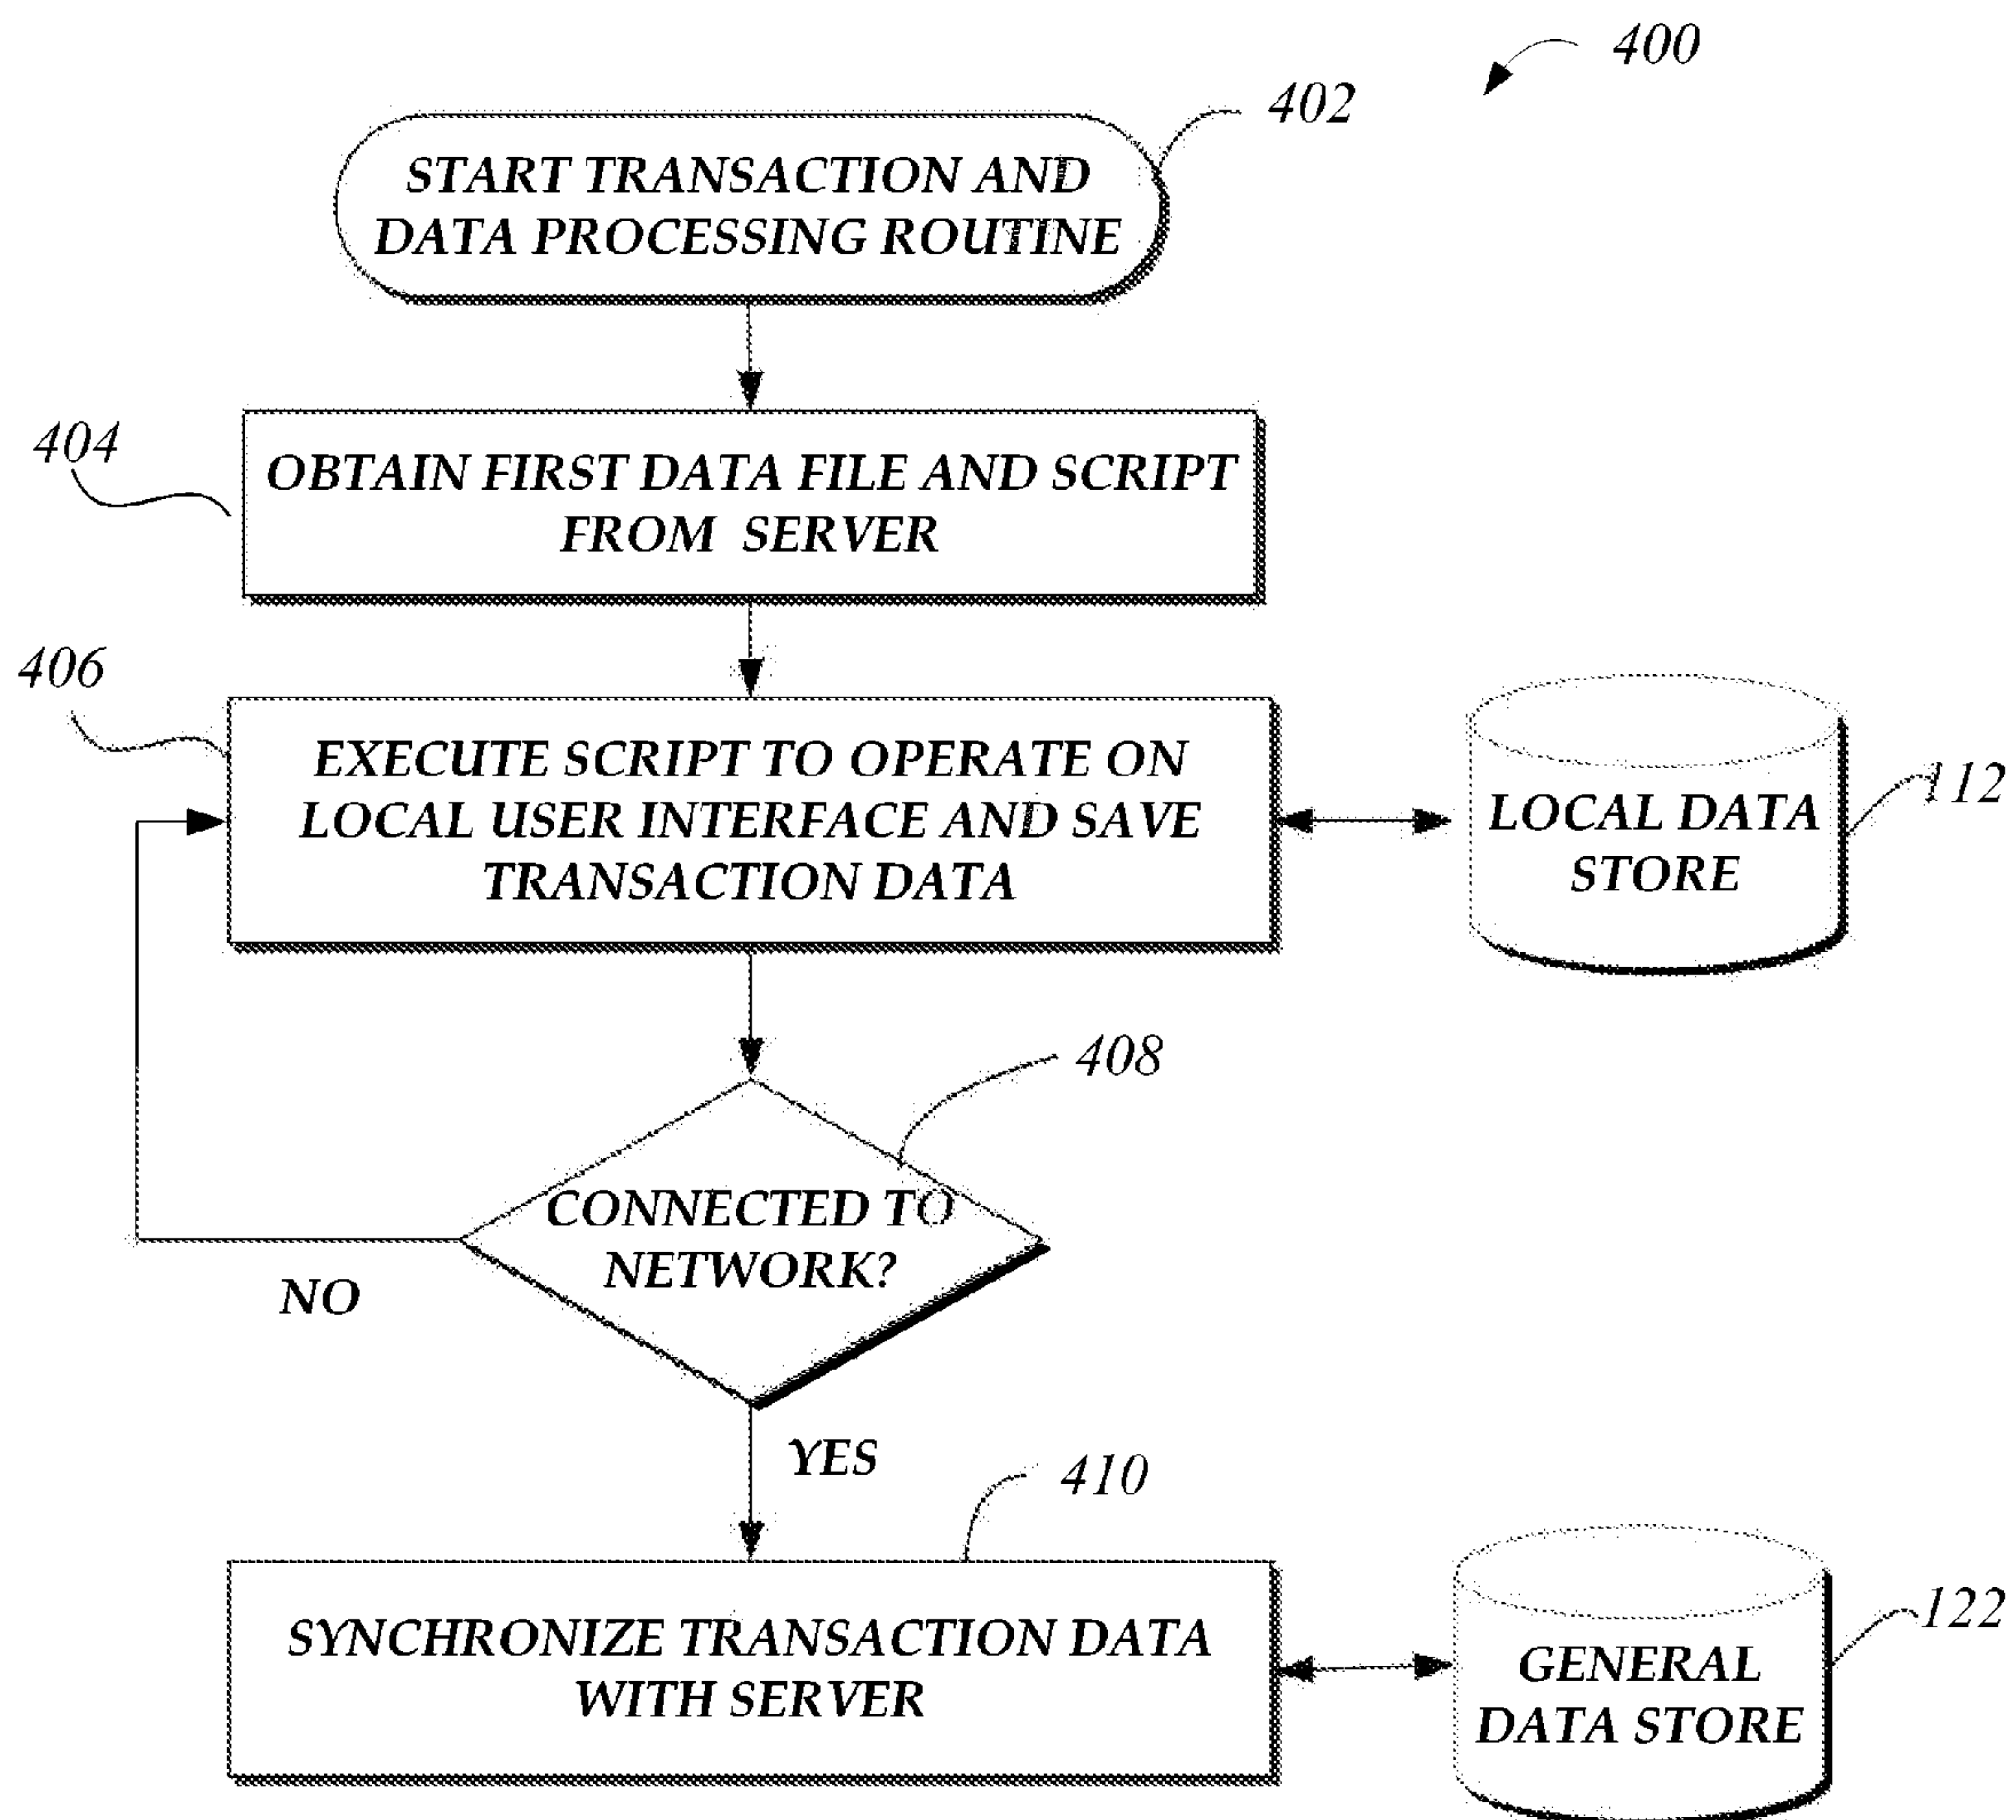 400
402
START TRANSACTION AND
DATA PROCESSING ROUTINE
404
OBTAIN FIRST DATA FILE AND SCRIPT
FROM SERVER
406
EXECUTE SCRIPT TO OPERATE ON
LOCAL USER INTERFACE AND SAVE
TRANSACTION DATA
LOCAL DATA
STORE
112
408
CONNECTED TO
NETWORK?
NO
YES
410
SYNCHRONIZE TRANSACTION DATA
WITH SERVER
GENERAL
DATA STORE
122